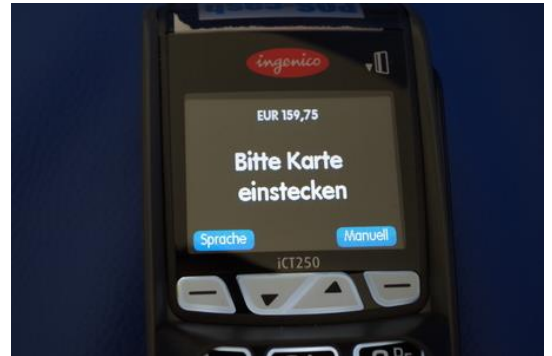 ingenico
EUR 159,75
Bitte Karte
einstecken
Sprache Manuell
iCT250